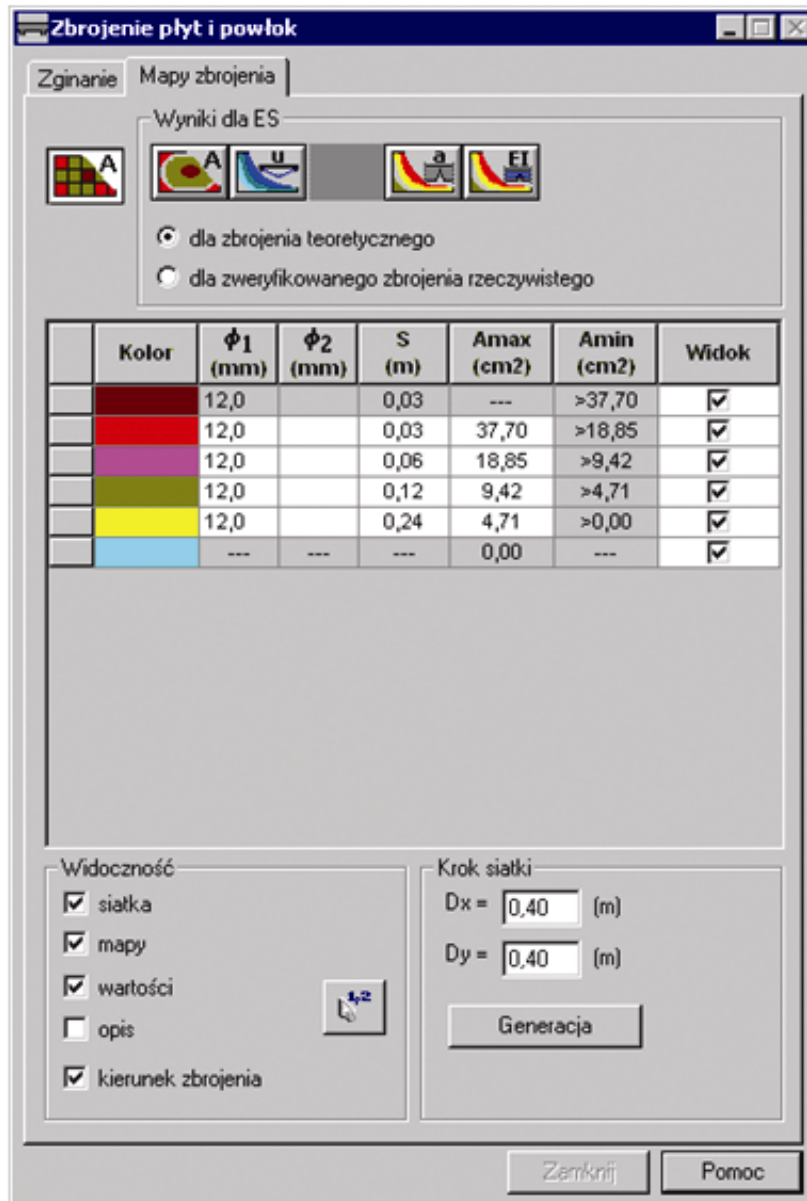 Zbrojenie płyt i powłok
Zginanie Mapy zbrojenia
Wyniki dla ES
A A u a EI
dla zbrojenia teoretycznego
dla zweryfikowanego zbrojenia rzeczywistego
Kolor ϕ1 (mm) ϕ2 (mm) S (m) Amax (cm2) Amin (cm2) Widok
12,0 0,03 --- >37,70
12,0 0,03 37,70 >18,85
12,0 0,06 18,85 >9,42
12,0 0,12 9,42 >4,71
12,0 0,24 4,71 >0,00
--- --- --- 0,00 ---
Widoczność
siatka
mapy
wartości
opis
kierunek zbrojenia
1,2
Krok siatki
Dx = 0,40 (m)
Dy = 0,40 (m)
Generacja
Zamknij Pomoc